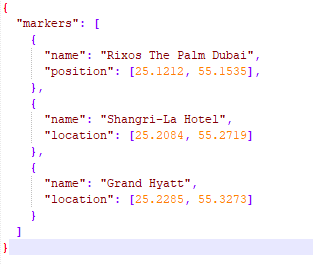 {
"markers": [
{
"name": "Rixos The Palm Dubai",
"position": [25.1212, 55.1535],
},
{
"name": "Shangri-La Hotel",
"location": [25.2084, 55.2719]
},
{
"name": "Grand Hyatt",
"location": [25.2285, 55.3273]
}
]
}